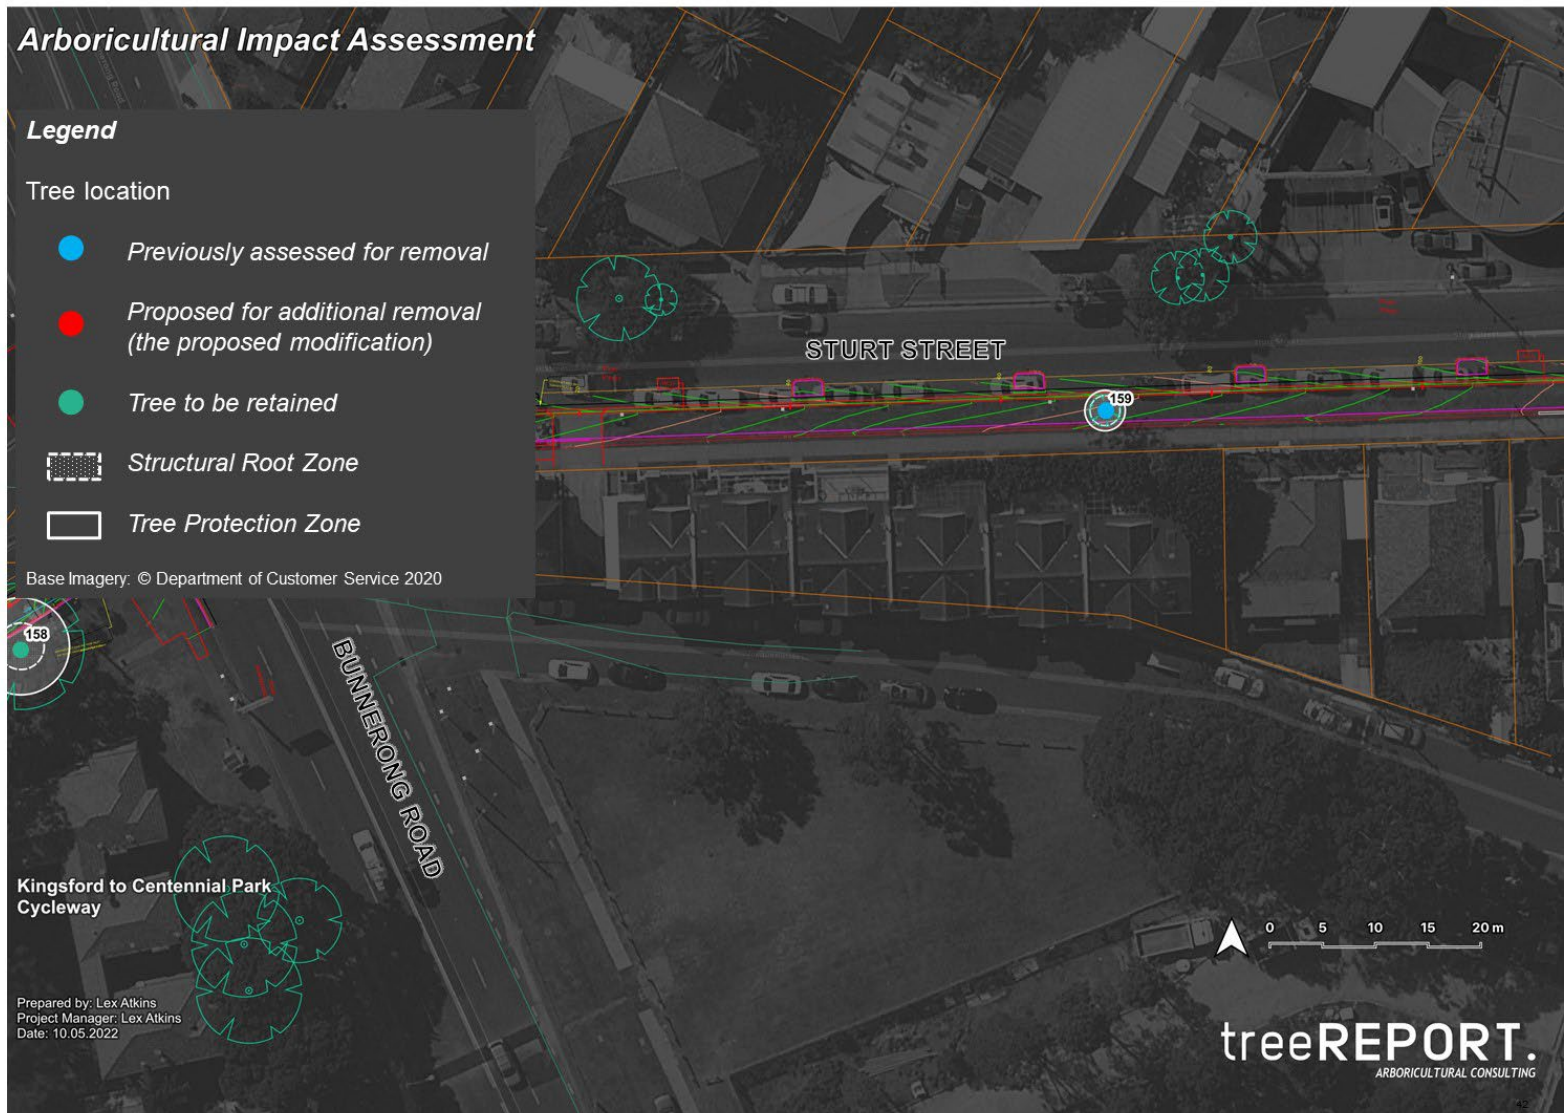 Arboricultural Impact Assessment
Legend
Tree location
Previously assessed for removal
Proposed for additional removal
(the proposed modification)
Tree to be retained
Structural Root Zone
Tree Protection Zone
Base Imagery: © Department of Customer Service 2020
STURT STREET
159
158
BUNNERONG ROAD
Kingsford to Centennial Park
Cycleway
0 5 10 15 20 m
Prepared by: Lex Atkins
Project Manager: Lex Atkins
Date: 10.05.2022
treeREPORT.
ARBORICULTURAL CONSULTING
42